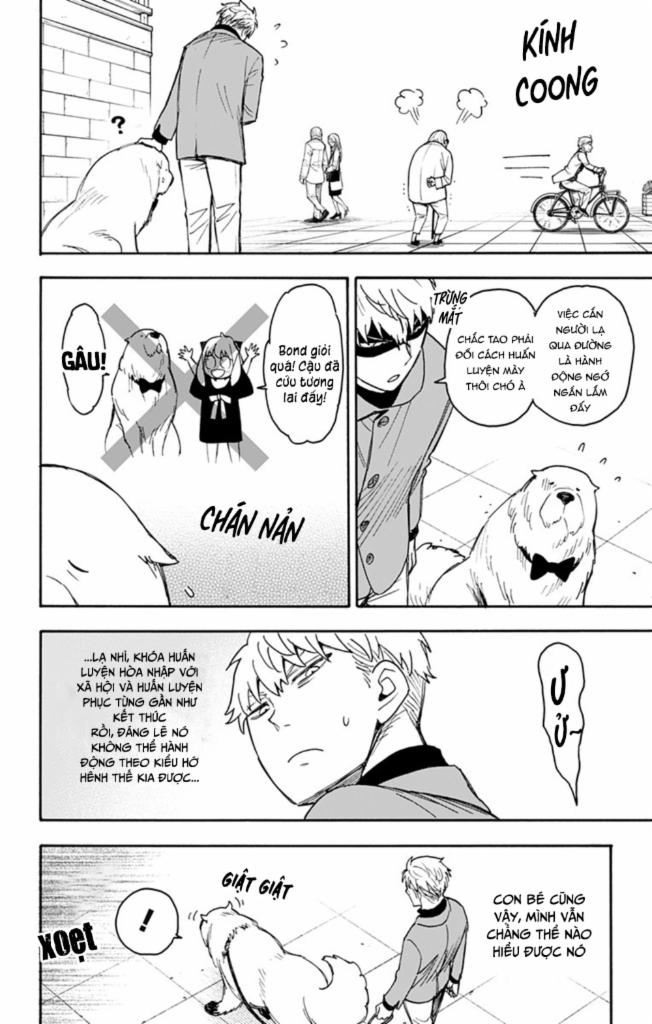 KÍNH
COONG
?
VIỆC CẮN
NGƯỜI LẠ
QUA ĐƯỜNG
LÀ HÀNH
ĐỘNG NGỚ
NGẨN LẮM
ĐẤY
TRỪNG
MẮT
CHẮC TAO PHẢI
ĐỔI CÁCH HUẤN
LUYỆN MÀY
THÔI CHÓ À
Bond giỏi
quá! Cậu đã
cứu tương
lai đấy!
GÂU!
CHÁN NẢN
Ư
Ử~
...LẠ NHỈ, KHÓA HUẤN
LUYỆN HÒA NHẬP VỚI
XÃ HỘI VÀ HUẤN LUYỆN
PHỤC TÙNG GẦN NHƯ
KẾT THÚC
RỒI, ĐÁNG LẼ NÓ
KHÔNG THỂ HÀNH
ĐỘNG THEO KIỂU HỚ
HÊNH THẾ KIA ĐƯỢC...
CON BÉ CŨNG
VẬY, MÌNH VẪN
CHẲNG THỂ NÀO
HIỂU ĐƯỢC NÓ
GIẬT GIẬT
!
XOẸT